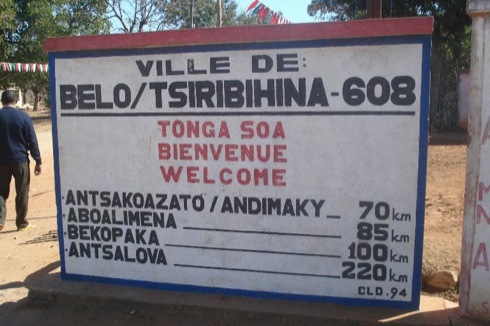 VILLE DE:
BELO/TSIRIBIHINA-608
TONGA SOA
BIENVENUE
WELCOME
ANTSAKOAZATO/ANDIMAKY_ 70km
ABOALIMENA 85km
BEKOPAKA 100km
ANTSALOVA 220km
CLD.94